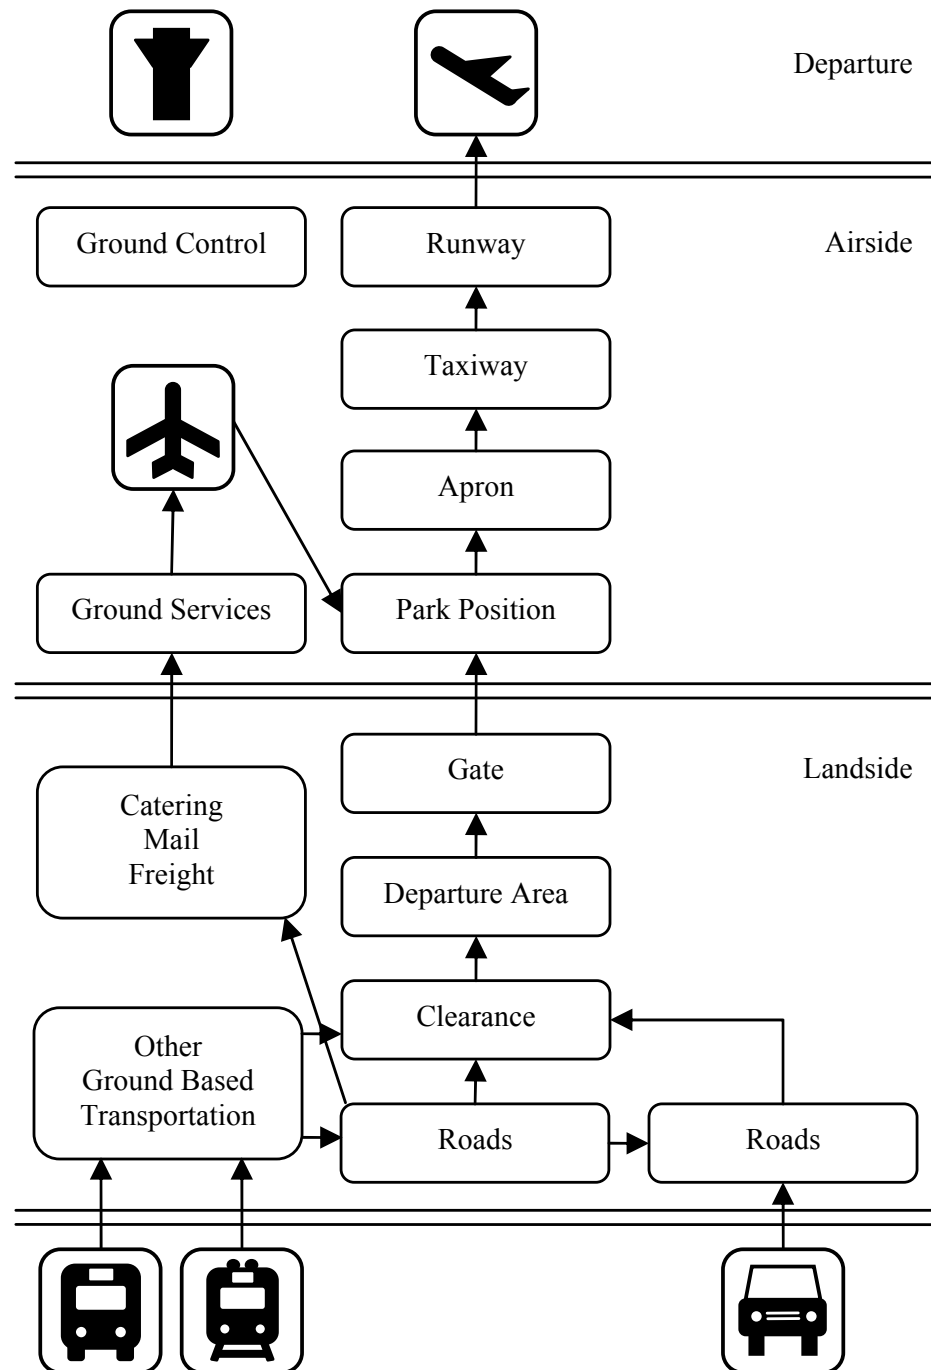 Departure
Ground Control
Runway
Airside
Taxiway
Apron
Ground Services
Park Position
Gate
Landside
Catering
Mail
Freight
Departure Area
Clearance
Other
Ground Based
Transportation
Roads
Roads